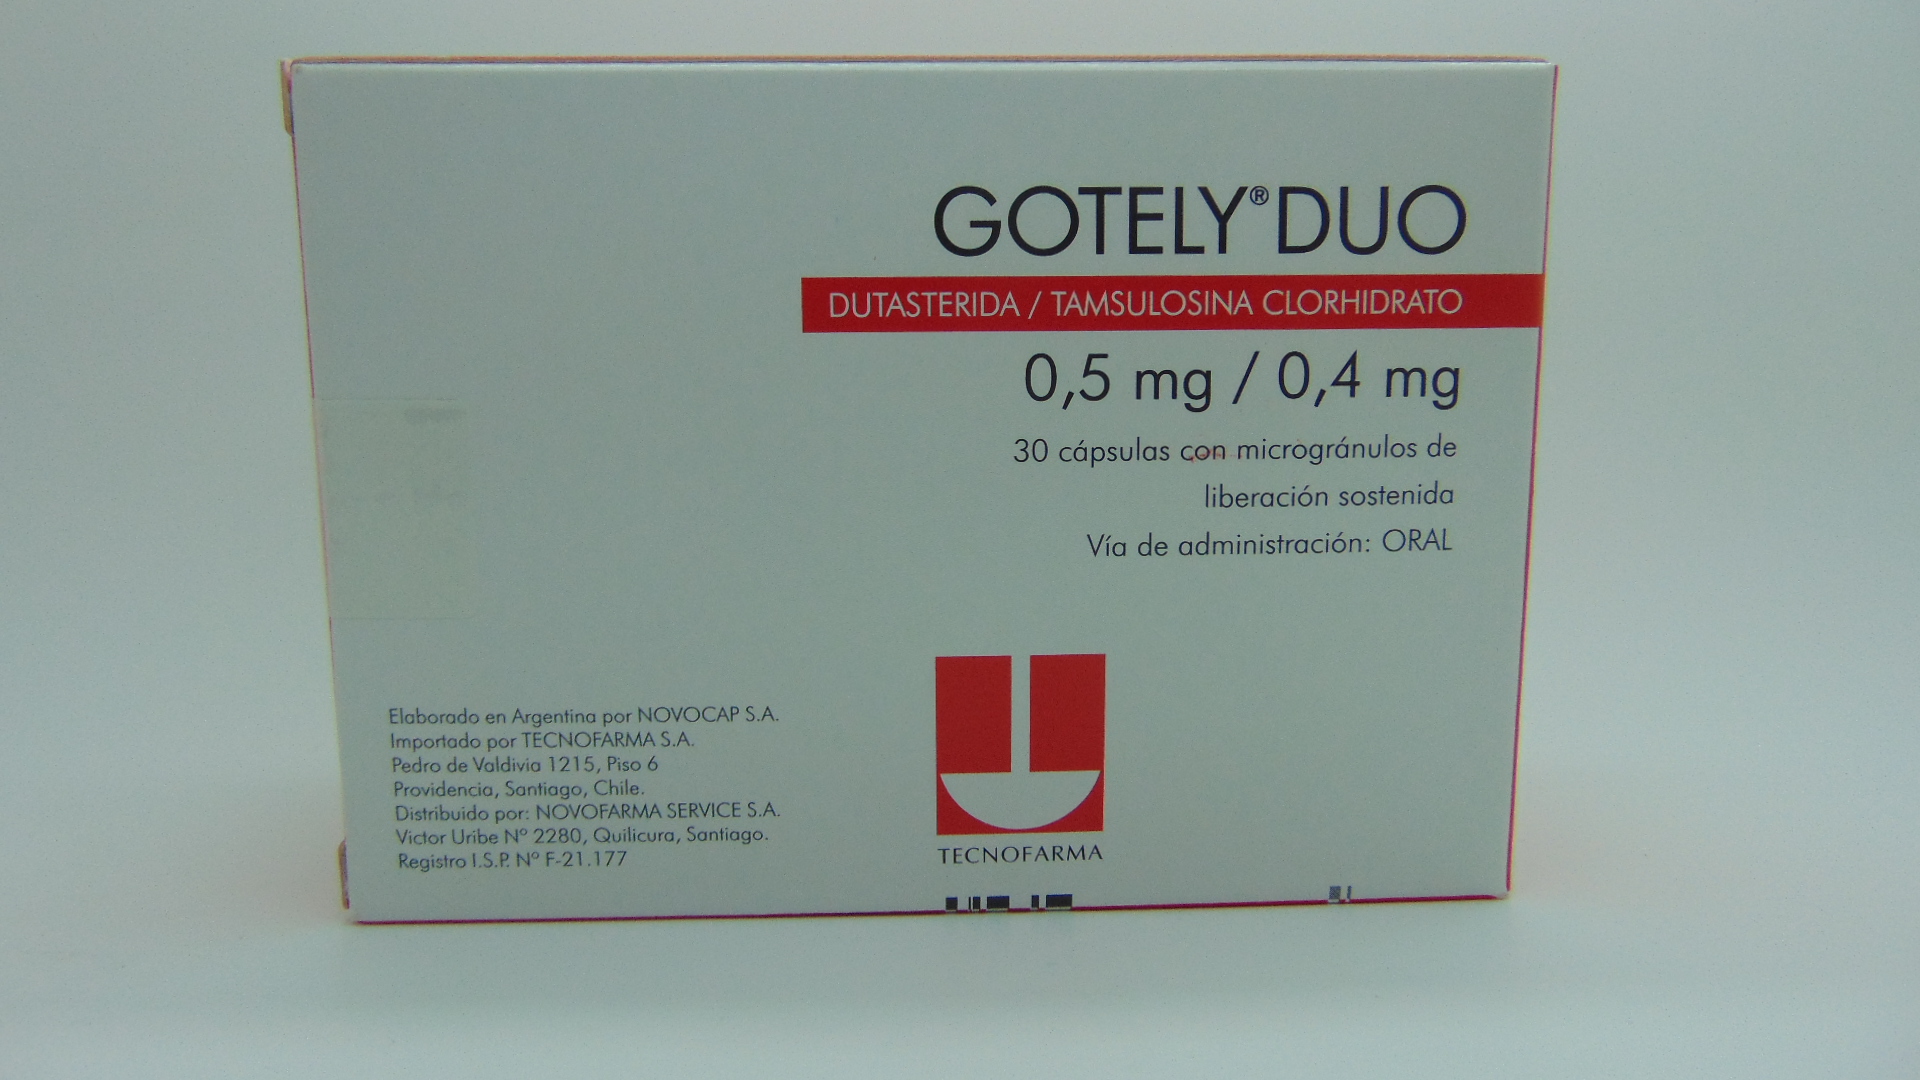 GOTELY® DUO
DUTASTERIDA / TAMSULOSINA CLORHIDRATO
0,5 mg / 0,4 mg
30 cápsulas con microgránulos de
liberación sostenida
Vía de administración: ORAL
Elaborado en Argentina por NOVOCAP S.A.
Importado por TECNOFARMA S.A.
Pedro de Valdivia 1215, Piso 6
Providencia, Santiago, Chile.
Distribuido por: NOVOFARMA SERVICE S.A.
Victor Uribe Nº 2280, Quilicura, Santiago.
Registro I.S.P. Nº F-21.177
TECNOFARMA